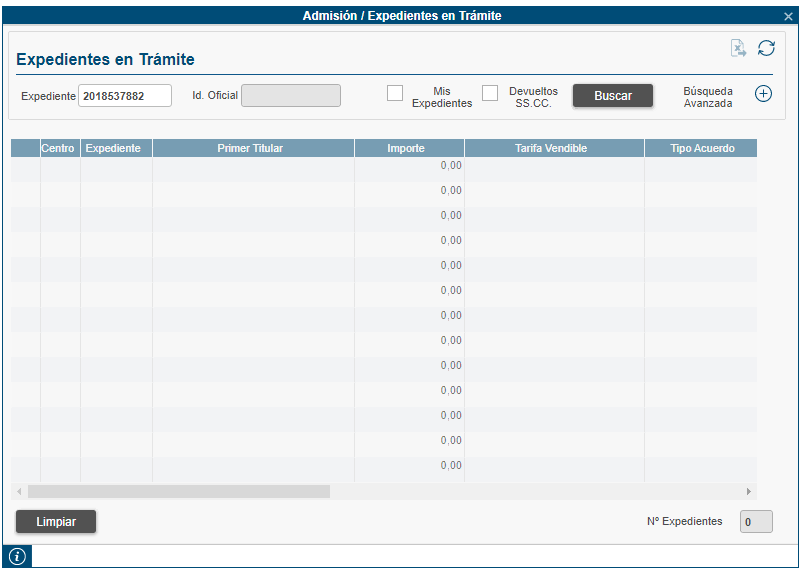 Admisión / Expedientes en Trámite
Expedientes en Trámite
Expediente 2018537882 Id. Oficial Mis Expedientes Devueltos SS.CC. Buscar Búsqueda Avanzada
Centro Expediente Primer Titular Importe Tarifa Vendible Tipo Acuerdo
0,00
0,00
0,00
0,00
0,00
0,00
0,00
0,00
0,00
0,00
0,00
0,00
0,00
Limpiar Nº Expedientes 0